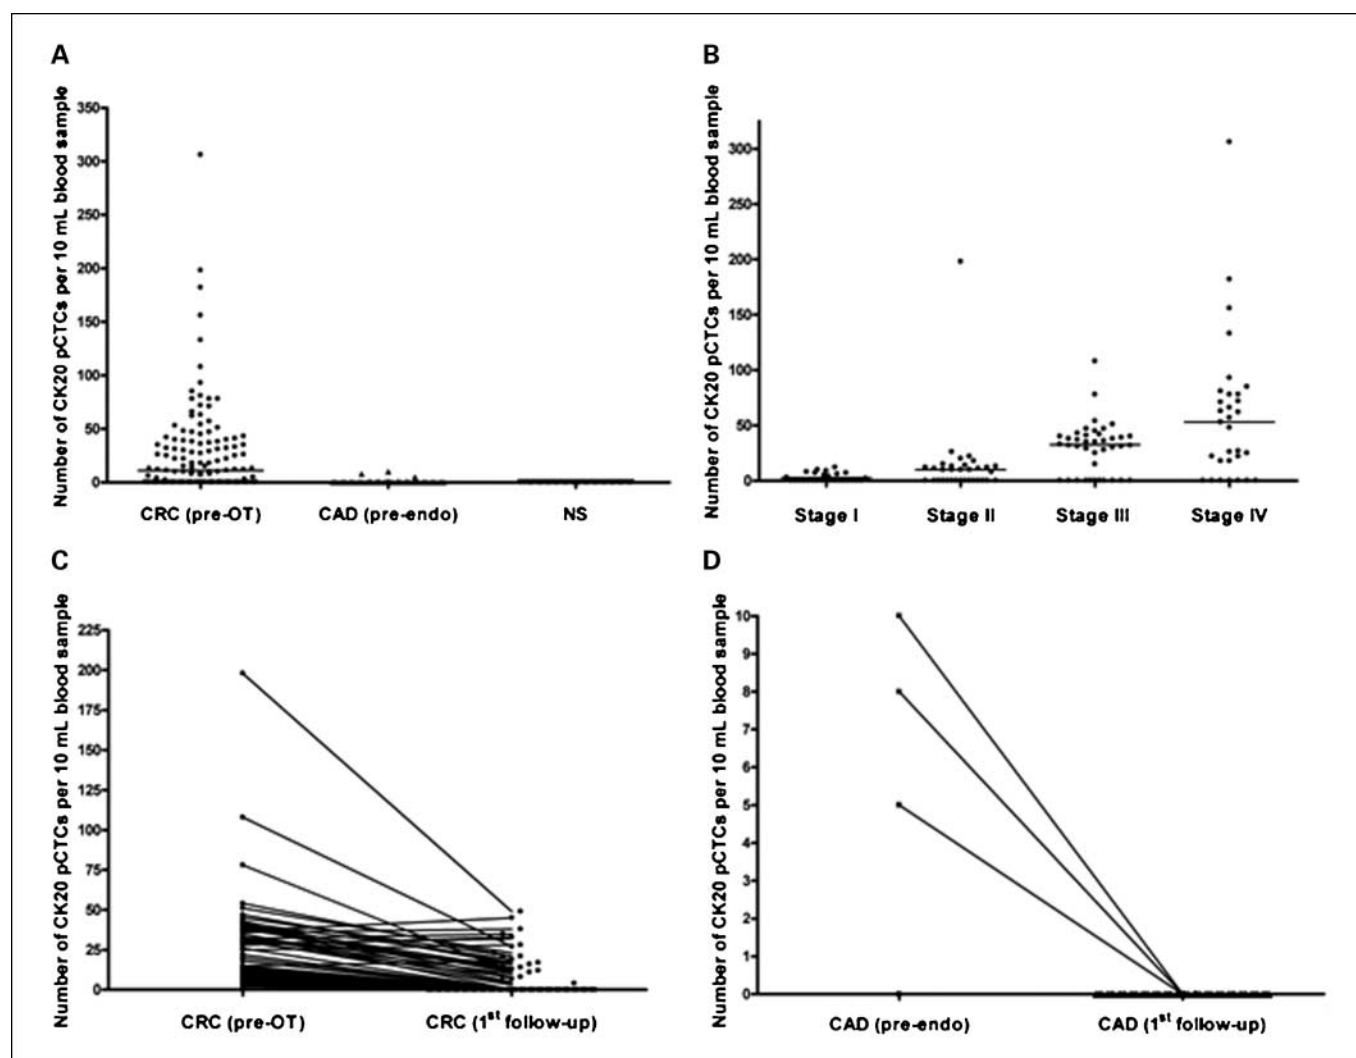 A
Number of CK20 pCTCs per 10 mL blood sample
350
300
250
200
150
100
50
0
CRC (pre-OT)
CAD (pre-endo)
NS
B
Number of CK20 pCTCs per 10 mL blood sample
300
250
200
150
100
50
0
Stage I
Stage II
Stage III
Stage IV
C
Number of CK20 pCTCs per 10 mL blood sample
225
200
175
150
125
100
75
50
25
0
CRC (pre-OT)
CRC (1st follow-up)
D
Number of CK20 pCTCs per 10 mL blood sample
10
9
8
7
6
5
4
3
2
1
0
CAD (pre-endo)
CAD (1st follow-up)